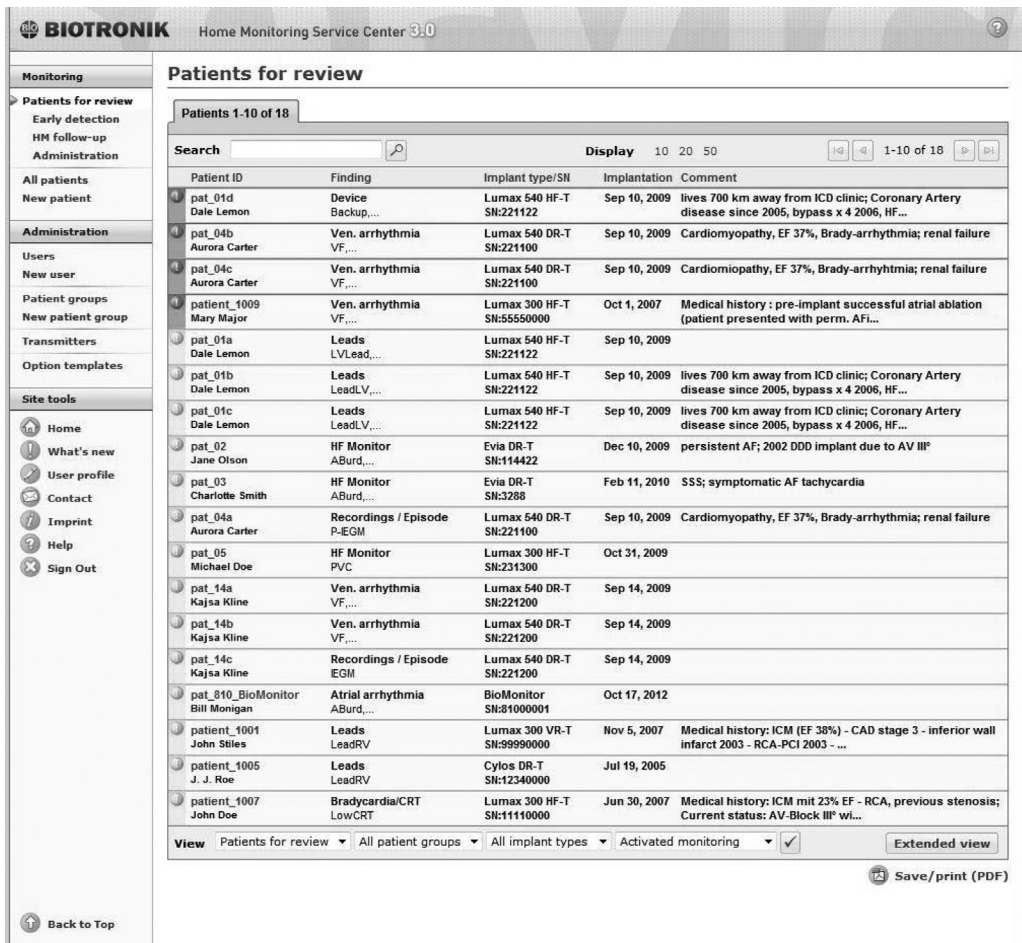 BIO BIOTRONIK Home Monitoring Service Center 3.0
Monitoring
Patients for review
Early detection
HM follow-up
Administration
All patients
New patient
Administration
Users
New user
Patient groups
New patient group
Transmitters
Option templates
Site tools
Home
What's new
User profile
Contact
Imprint
Help
Sign Out
Back to Top
Patients for review
Patients 1-10 of 18
Search Display 10 20 50 1-10 of 18
Patient ID Finding Implant type/SN Implantation Comment
pat_01d Device Lumax 540 HF-T Sep 10, 2009 lives 700 km away from ICD clinic; Coronary Artery
Dale Lemon Backup,... SN:221122 disease since 2005, bypass x 4 2006, HF...
pat_04b Ven. arrhythmia Lumax 540 DR-T Sep 10, 2009 Cardiomyopathy, EF 37%, Brady-arrhythmia; renal failure
Aurora Carter VF,... SN:221100
pat_04c Ven. arrhythmia Lumax 540 DR-T Sep 10, 2009 Cardiomiopathy, EF 37%, Brady-arrhyhtmia; renal failure
Aurora Carter VF,... SN:221100
patient_1009 Ven. arrhythmia Lumax 300 HF-T Oct 1, 2007 Medical history : pre-implant successful atrial ablation
Mary Major VF,... SN:55550000 (patient presented with perm. AFi...
pat_01a Leads Lumax 540 HF-T Sep 10, 2009
Dale Lemon LVLead,... SN:221122
pat_01b Leads Lumax 540 HF-T Sep 10, 2009 lives 700 km away from ICD clinic; Coronary Artery
Dale Lemon LeadLV,... SN:221122 disease since 2005, bypass x 4 2006, HF...
pat_01c Leads Lumax 540 HF-T Sep 10, 2009 lives 700 km away from ICD clinic; Coronary Artery
Dale Lemon LeadLV,... SN:221122 disease since 2005, bypass x 4 2006, HF...
pat_02 HF Monitor Evia DR-T Dec 10, 2009 persistent AF; 2002 DDD implant due to AV III°
Jane Olson ABurd,... SN:114422
pat_03 HF Monitor Evia DR-T Feb 11, 2010 SSS; symptomatic AF tachycardia
Charlotte Smith ABurd,... SN:3288
pat_04a Recordings / Episode Lumax 540 DR-T Sep 10, 2009 Cardiomyopathy, EF 37%, Brady-arrhythmia; renal failure
Aurora Carter P-IEGM SN:221100
pat_05 HF Monitor Lumax 300 HF-T Oct 31, 2009
Michael Doe PVC SN:231300
pat_14a Ven. arrhythmia Lumax 540 DR-T Sep 14, 2009
Kajsa Kline VF,... SN:221200
pat_14b Ven. arrhythmia Lumax 540 DR-T Sep 14, 2009
Kajsa Kline VF,... SN:221200
pat_14c Recordings / Episode Lumax 540 DR-T Sep 14, 2009
Kajsa Kline IEGM SN:221200
pat_810_BioMonitor Atrial arrhythmia BioMonitor Oct 17, 2012
Bill Monigan ABurd,... SN:81000001
patient_1001 Leads Lumax 300 VR-T Nov 5, 2007 Medical history: ICM (EF 38%) - CAD stage 3 - inferior wall
John Stiles LeadRV SN:99990000 infarct 2003 - RCA-PCI 2003 - ...
patient_1005 Leads Cylos DR-T Jul 19, 2005
J. J. Roe LeadRV SN:12340000
patient_1007 Bradycardia/CRT Lumax 300 HF-T Jun 30, 2007 Medical history: ICM mit 23% EF - RCA, previous stenosis;
John Doe LowCRT SN:11110000 Current status: AV-Block III° wi...
View Patients for review All patient groups All implant types Activated monitoring Extended view
Save/print (PDF)